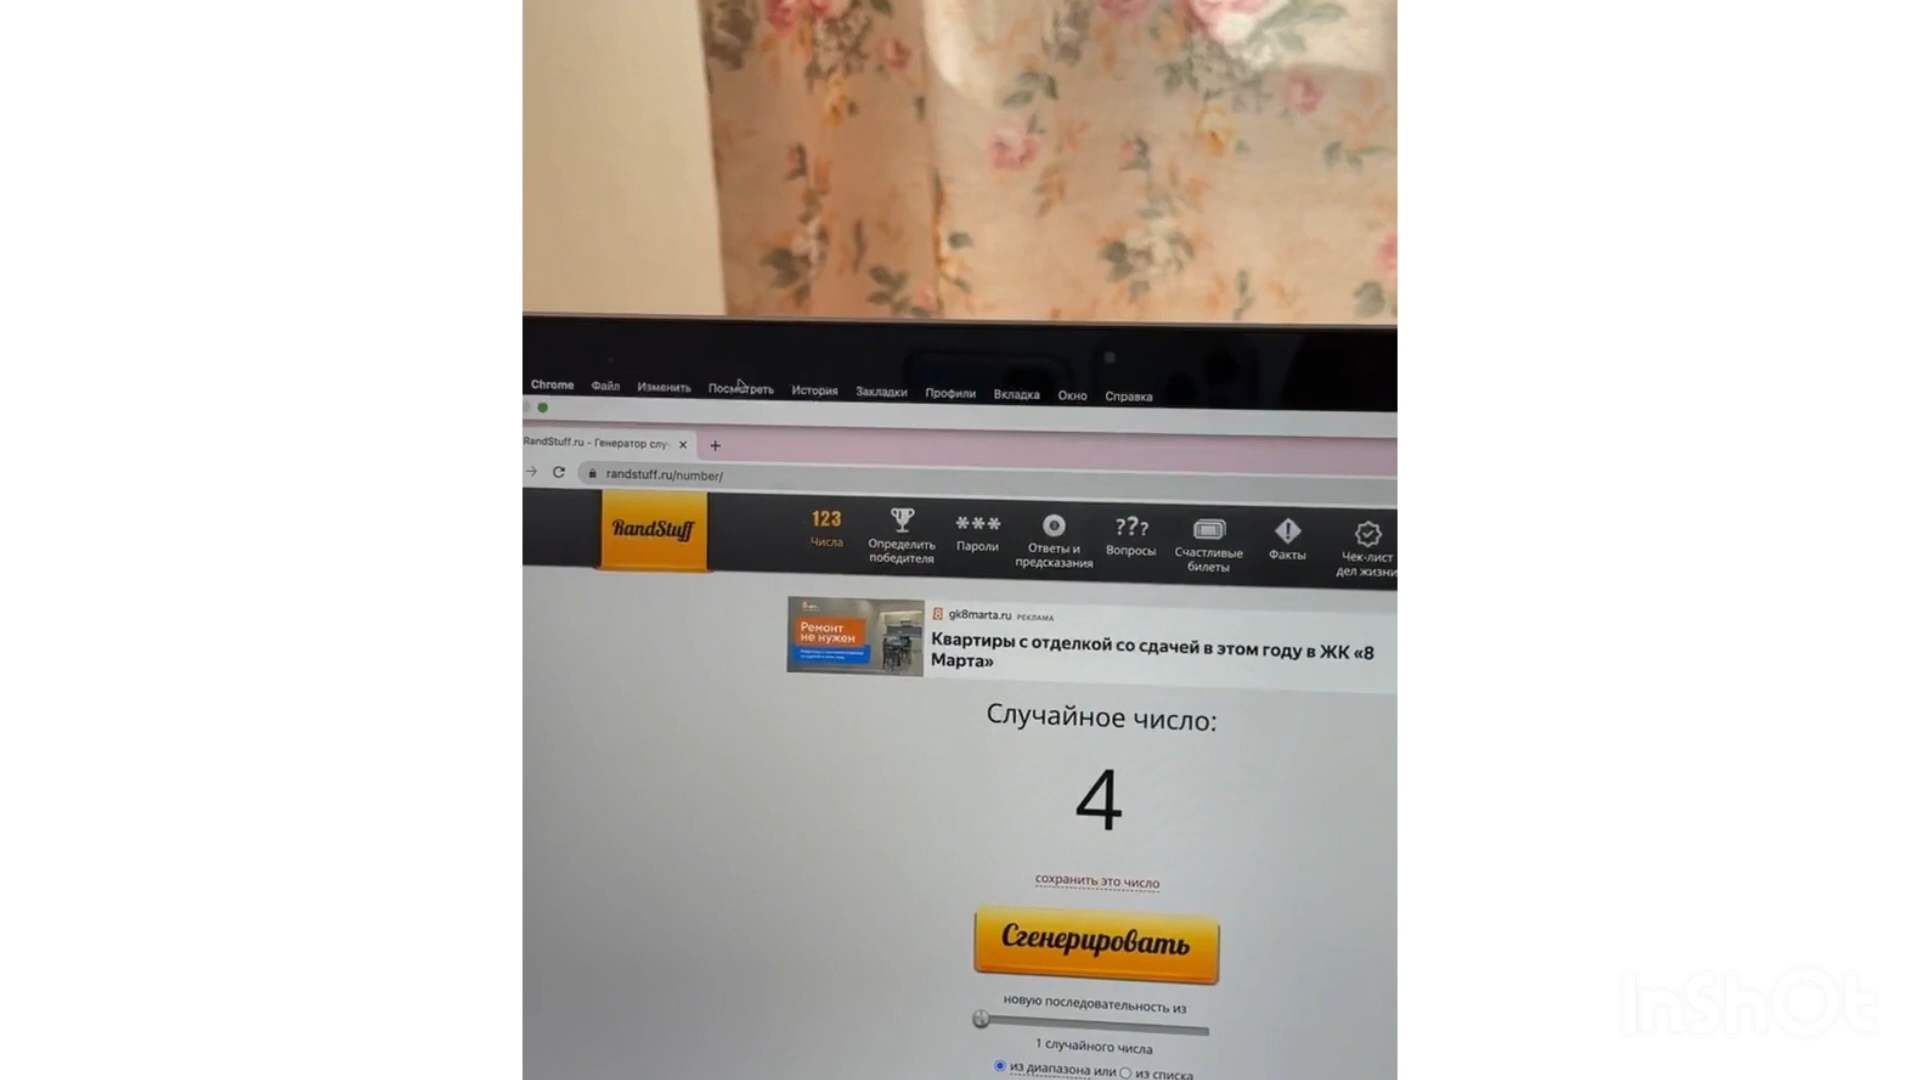 Chrome Файл Изменить Посмотреть История Закладки Профили Вкладка Окно Справка
RandStuff.ru - Генератор слу
randstuff.ru/number/
RandStuff
123
Числа
Определить
победителя
***
Пароли
Ответы и
предсказания
???
Вопросы
Счастливые
билеты
Факты
Чек-лист
дел жизни
Ремонт
не нужен
gk8marta.ru РЕКЛАМА
Квартиры с отделкой со сдачей в этом году в ЖК «8
Марта»
Случайное число:
4
сохранить это число
Сгенерировать
новую последовательность из
1 случайного числа
из диапазона или из списка
InShOt